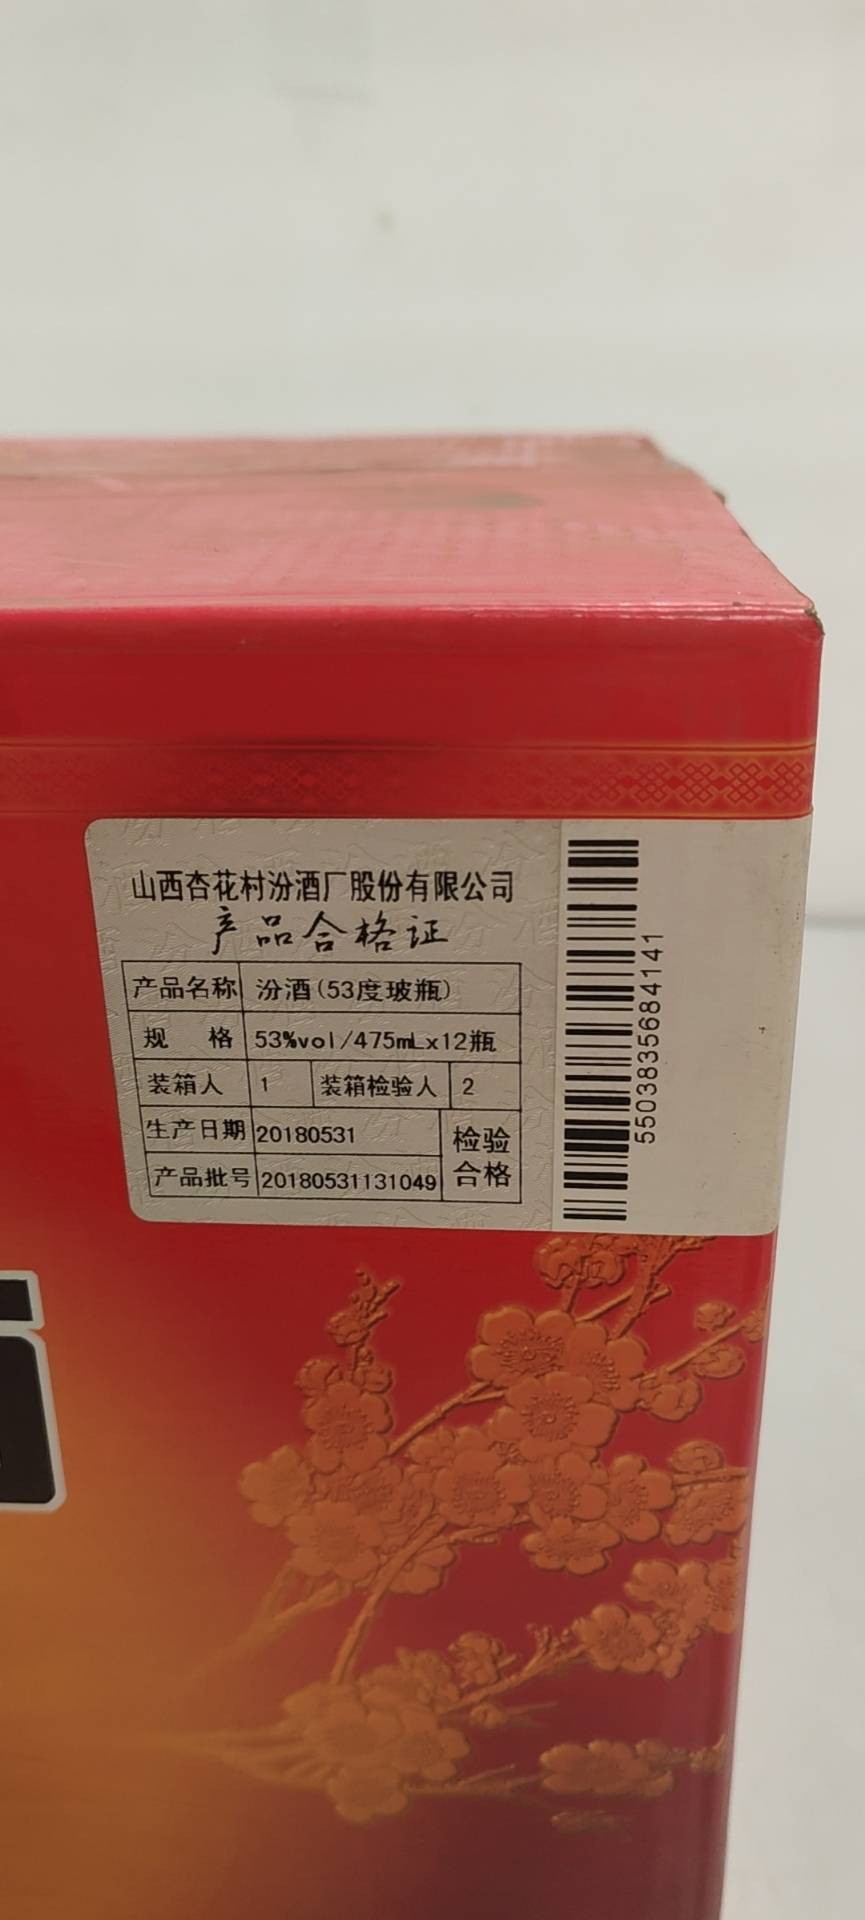 山西杏花村汾酒厂股份有限公司
产品合格证
产品名称 汾酒(53度玻瓶)
规 格 53%vol/475mLx12瓶
装箱人 1 装箱检验人 2
生产日期 20180531 检验
产品批号 20180531131049 合格
5503835684141